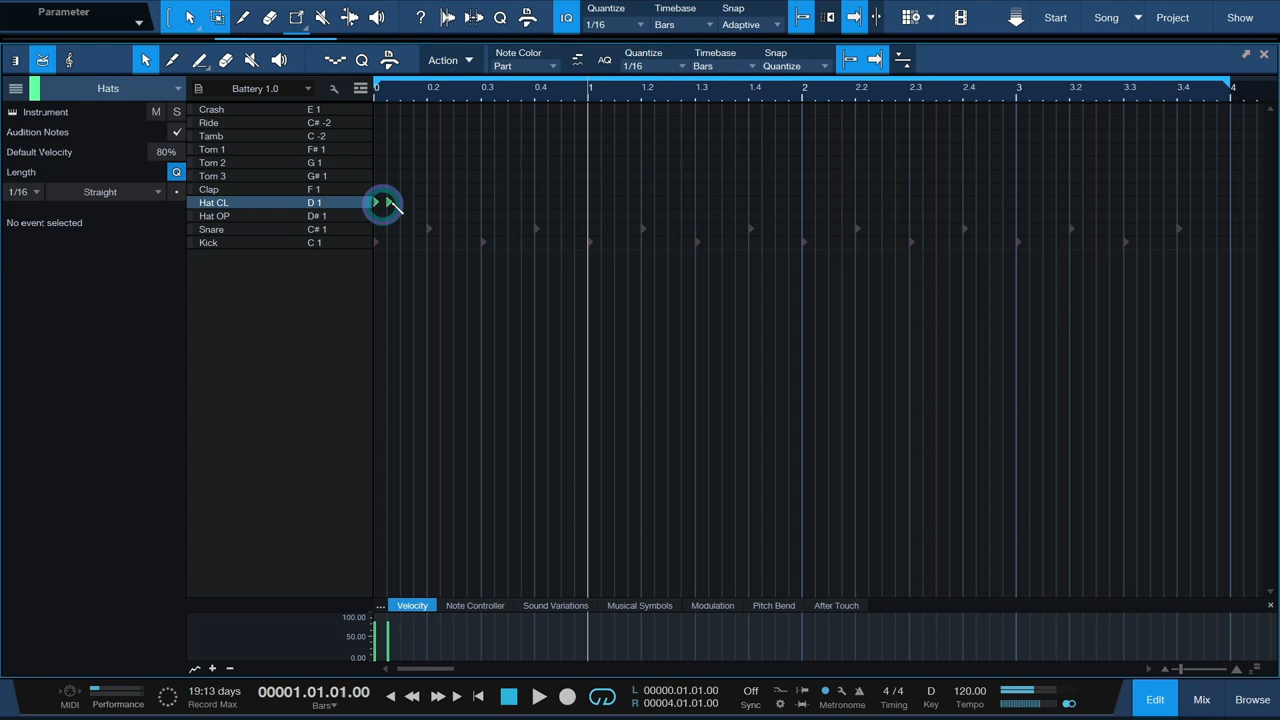 Parameter
Quantize Timebase Snap
1/16 Bars Adaptive
IQ Start Song Project Show
Action Note Color Quantize Timebase Snap
Part AQ 1/16 Bars Quantize
Hats Battery 1.0
0 0.2 0.3 0.4 1 1.2 1.3 1.4 2 2.2 2.3 2.4 3 3.2 3.3 3.4 4
Instrument M S
Audition Notes
Default Velocity 80%
Length Q
1/16 Straight
No event selected
Crash E 1
Ride C# -2
Tamb C -2
Tom 1 F# 1
Tom 2 G 1
Tom 3 G# 1
Clap F 1
Hat CL D 1
Hat OP D# 1
Snare C# 1
Kick C 1
... Velocity Note Controller Sound Variations Musical Symbols Modulation Pitch Bend After Touch
100.00
50.00
0.00
MIDI Performance
19:13 days
Record Max
00001.01.01.00
Bars
L 00000.01.01.00
R 00004.01.01.00
Off
Sync
Metronome
4 / 4
Time
D
Key
120.00
Tempo
Edit Mix Browse